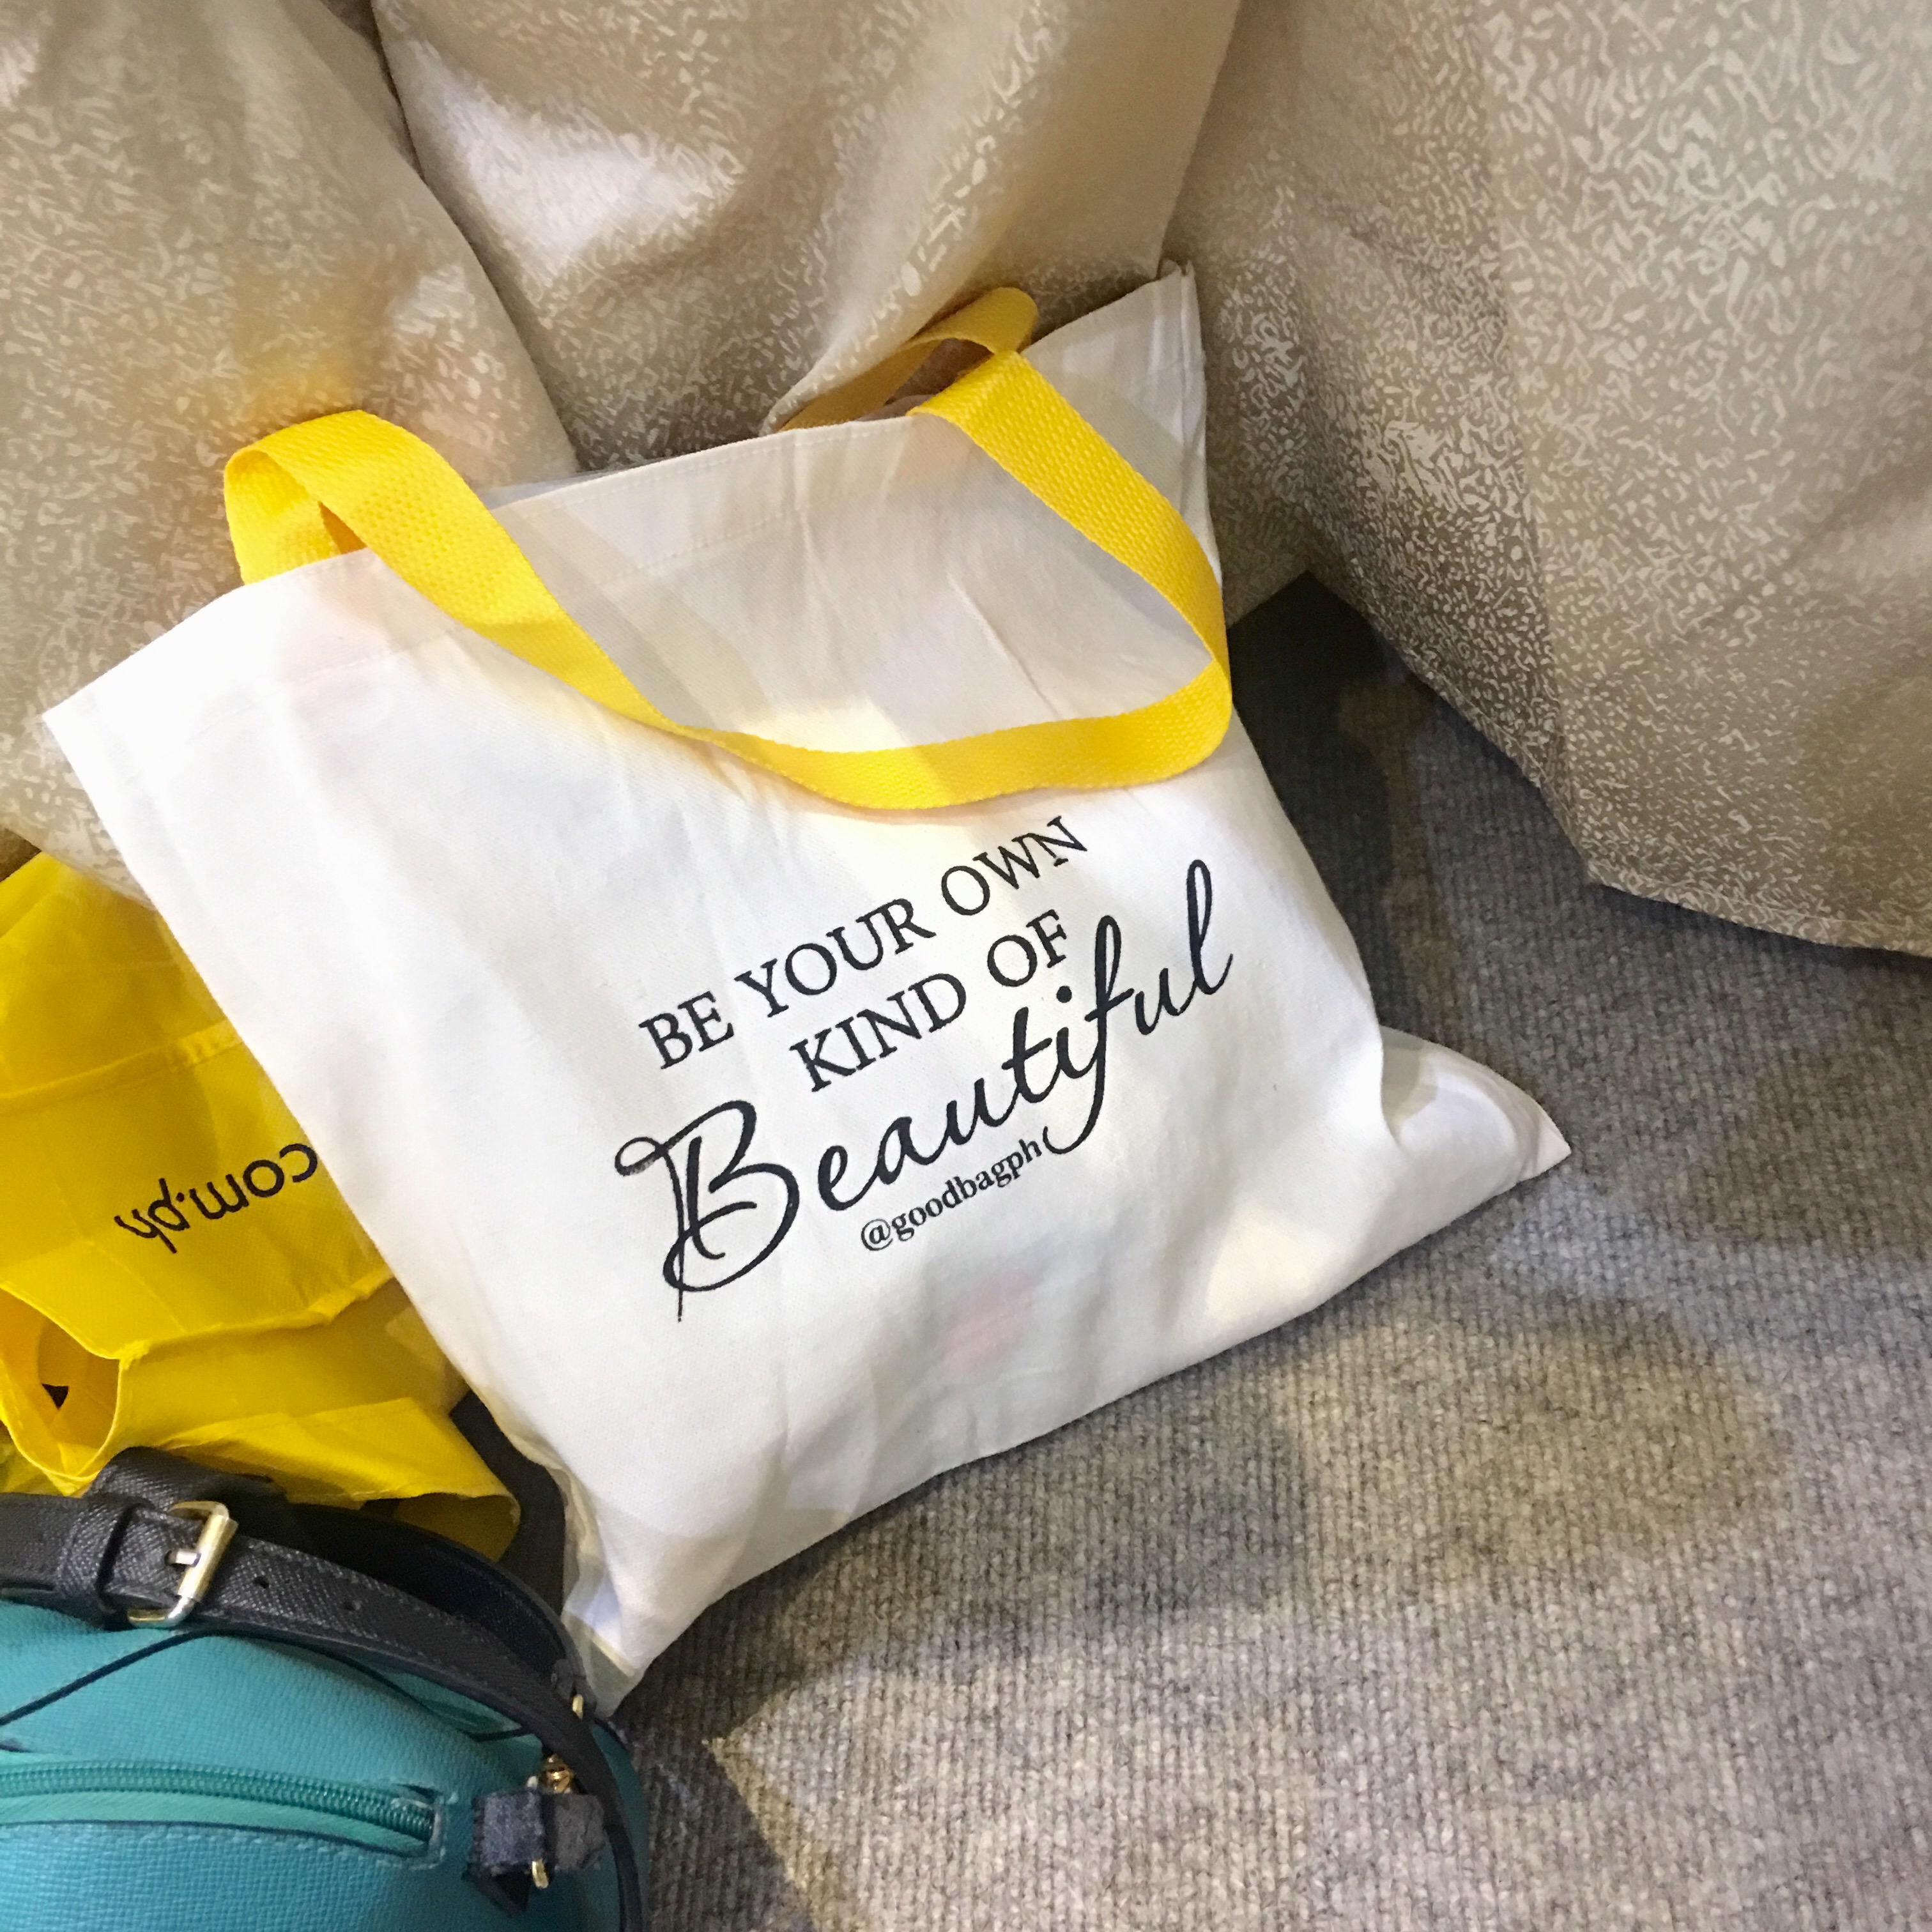 BE YOUR OWN
KIND OF
Beautiful
@goodbagph
com.ph